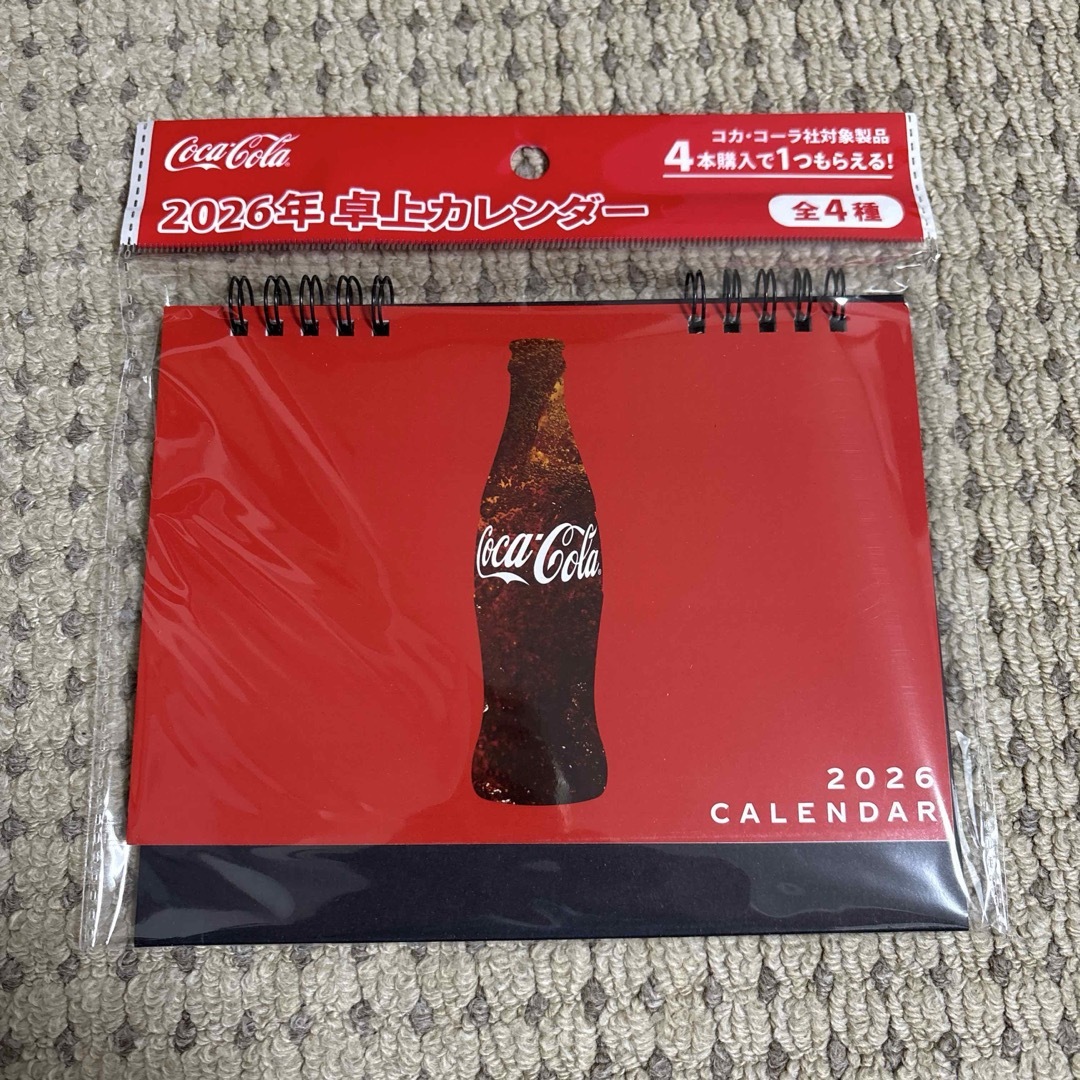 Coca-Cola
コカ・コーラ社対象製品
4本購入で1つもらえる!
2026年 卓上カレンダー
全4種
Coca-Cola
2026
CALENDAR